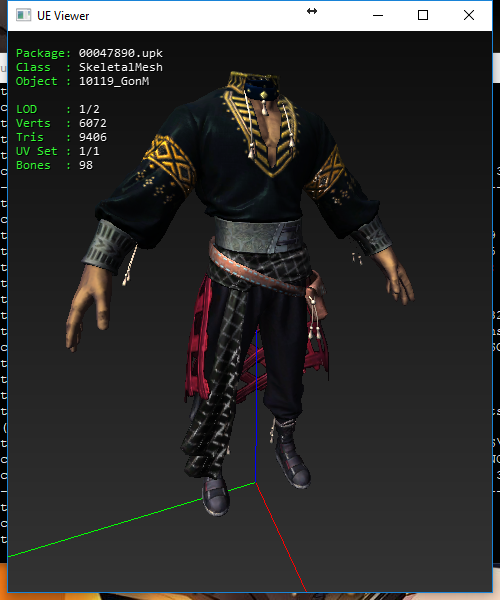 UE Viewer
Package: 00047890.upk
Class  : SkeletalMesh
Object : 10119_GonM
LOD    : 1/2
Verts  : 6072
Tris   : 9406
UV Set : 1/1
Bones  : 98